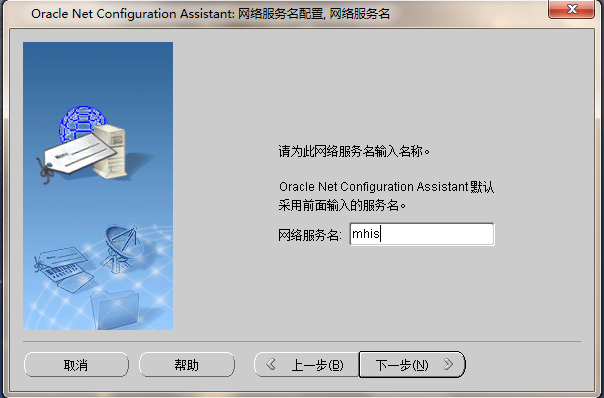 Oracle Net Configuration Assistant: 网络服务名配置, 网络服务名
请为此网络服务名输入名称。
Oracle Net Configuration Assistant 默认
采用前面输入的服务名。
网络服务名: mhis
取消 帮助 上一步(B) 下一步(N)